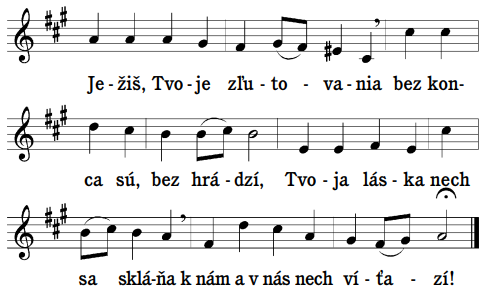 Je - žiš, Tvo - je zľu - to - va - nia bez kon-
ca sú, bez hrá - dzí, Tvo - ja lás - ka nech
sa sklá - ňa k nám a v nás nech ví - ťa - zí!